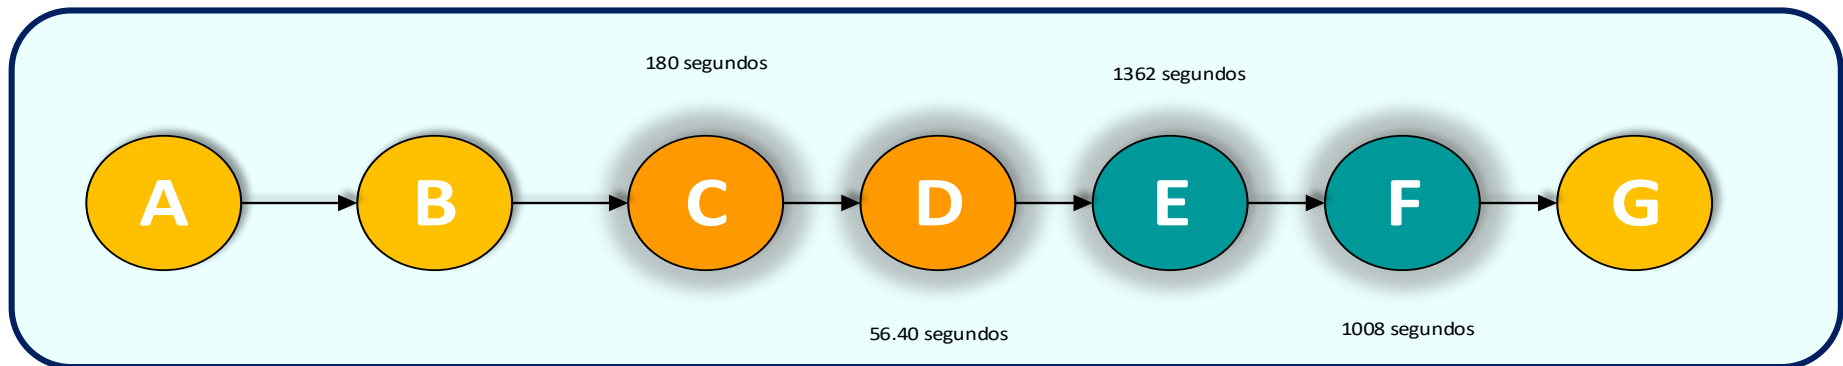 180 segundos
1362 segundos
A B C D E F G
56.40 segundos
1008 segundos